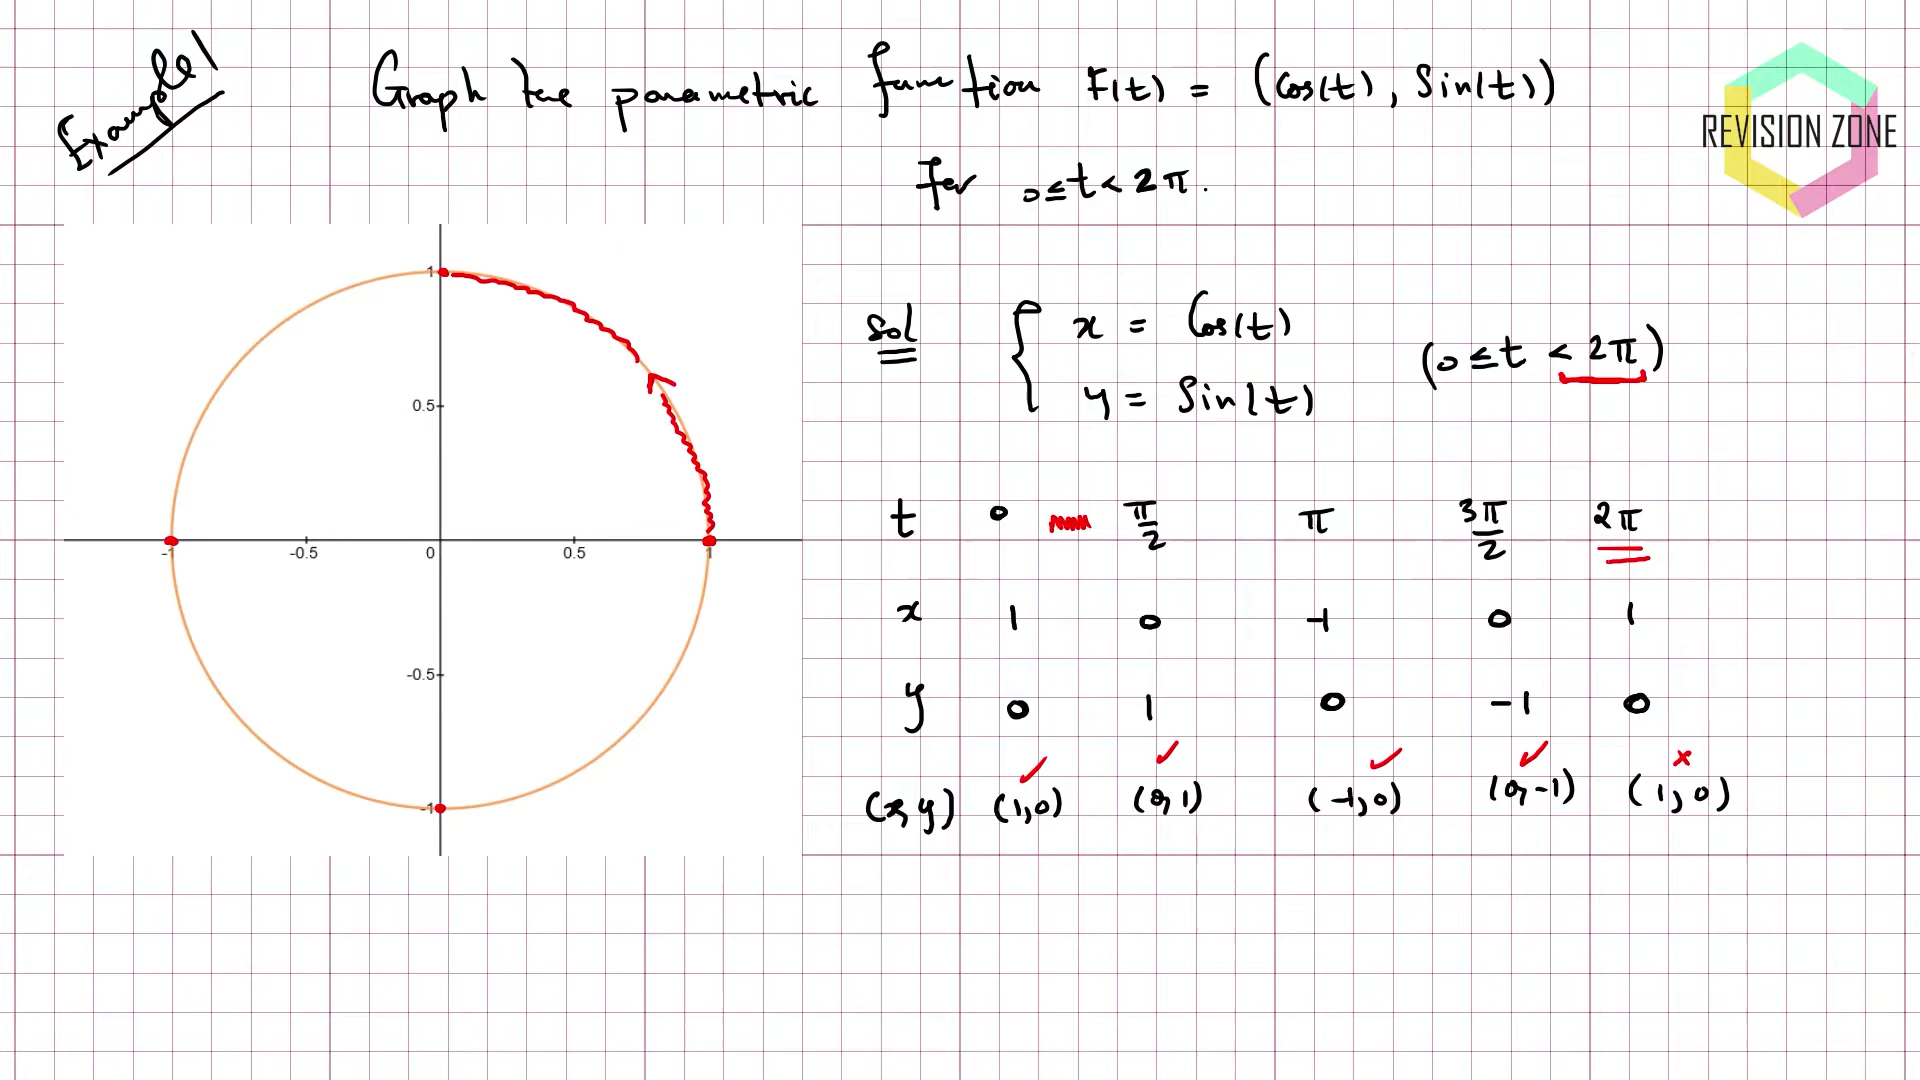 Example 1
Graph the parametric function F(t) = (Cos(t), Sin(t))
for 0 ≤ t < 2π.
REVISION ZONE
1
0.5
-1 -0.5 0 0.5 1
-0.5
-1
Sol { x = Cos(t)
y = Sin(t)
(0 ≤ t < 2π)
t 0 π/2 π 3π/2 2π
x 1 0 -1 0 1
y 0 1 0 -1 0
(x,y) (1,0) ✓ (0,1) ✓ (-1,0) ✓ (0,-1) ✓ (1,0) ×